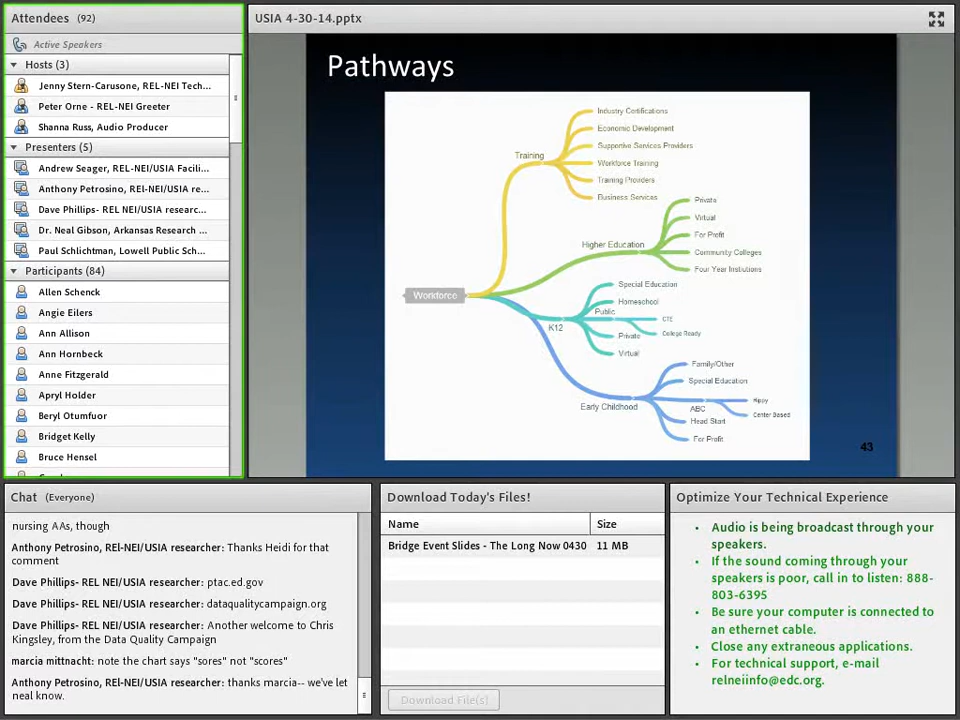 Attendees (92)
Active Speakers
Hosts (3)
Jenny Stern-Carusone, REL-NEI Tech...
Peter Orne - REL-NEI Greeter
Shanna Russ, Audio Producer
Presenters (5)
Andrew Seager, REL-NEI/USIA Facili...
Anthony Petrosino, REl-NEI/USIA re...
Dave Phillips- REL NEI/USIA researc...
Dr. Neal Gibson, Arkansas Research ...
Paul Schlichtman, Lowell Public Sch...
Participants (84)
Allen Schenck
Angie Eilers
Ann Allison
Ann Hornbeck
Anne Fitzgerald
Apryl Holder
Beryl Otumfuor
Bridget Kelly
Bruce Hensel
USIA 4-30-14.pptx
Pathways
Workforce
Training
Industry Certifications
Economic Development
Supportive Services Providers
Workforce Training
Training Providers
Business Services
Higher Education
Private
Virtual
For Profit
Community Colleges
Four Year Instiutions
K12
Special Education
Homeschool
Public
CTE
College Ready
Private
Virtual
Early Childhood
Family/Other
Special Education
ABC
Hippy
Center Based
Head Start
For Profit
43
Chat (Everyone)
nursing AAs, though
Anthony Petrosino, REl-NEI/USIA researcher: Thanks Heidi for that
comment
Dave Phillips- REL NEI/USIA researcher: ptac.ed.gov
Dave Phillips- REL NEI/USIA researcher: dataqualitycampaign.org
Dave Phillips- REL NEI/USIA researcher: Another welcome to Chris
Kingsley, from the Data Quality Campaign
marcia mittnacht: note the chart says "sores" not "scores"
Anthony Petrosino, REl-NEI/USIA researcher: thanks marcia-- we've let
neal know.
Download Today's Files!
Name Size
Bridge Event Slides - The Long Now 0430 11 MB
Download File(s)
Optimize Your Technical Experience
• Audio is being broadcast through your
speakers.
• If the sound coming through your
speakers is poor, call in to listen: 888-
803-6395
• Be sure your computer is connected to
an ethernet cable.
• Close any extraneous applications.
• For technical support, e-mail
relneiinfo@edc.org.